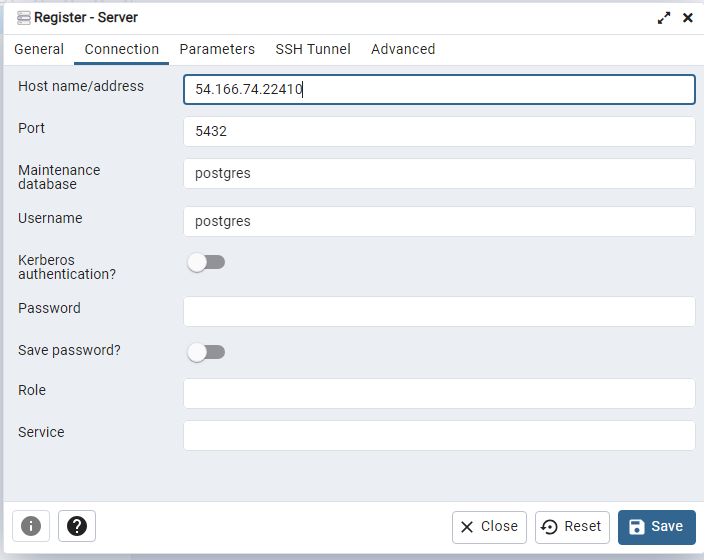 Register - Server
General Connection Parameters SSH Tunnel Advanced
Host name/address 54.166.74.22410
Port 5432
Maintenance
database postgres
Username postgres
Kerberos
authentication?
Password
Save password?
Role
Service
Close Reset Save